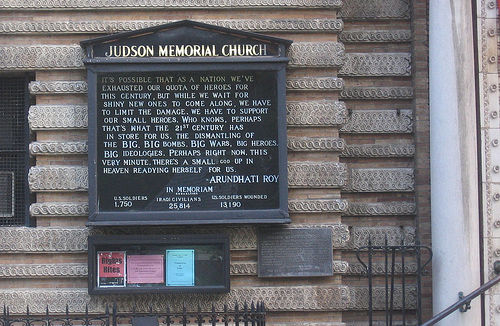 JUDSON MEMORIAL CHURCH
IT'S POSSIBLE THAT AS A NATION WE'VE
EXHAUSTED OUR QUOTA OF HEROES FOR
THIS CENTURY, BUT WHILE WE WAIT FOR
SHINY NEW ONES TO COME ALONG, WE HAVE
TO LIMIT THE DAMAGE. WE HAVE TO SUPPORT
OUR SMALL HEROES. WHO KNOWS, PERHAPS
THAT'S WHAT THE 21ST CENTURY HAS
IN STORE FOR US. THE DISMANTLING OF
THE BIG. BIG BOMBS. BIG WARS. BIG HEROES.
BIG IDEOLOGIES. PERHAPS RIGHT NOW, THIS
VERY MINUTE, THERE'S A SMALL GOD UP IN
HEAVEN READYING HERSELF FOR US.
-ARUNDHATI ROY
IN MEMORIAM
U.S. SOLDIERS IRAQI CIVILIANS U.S. SOLDIERS WOUNDED
1,750 25,814 13,190
Rights
Rites